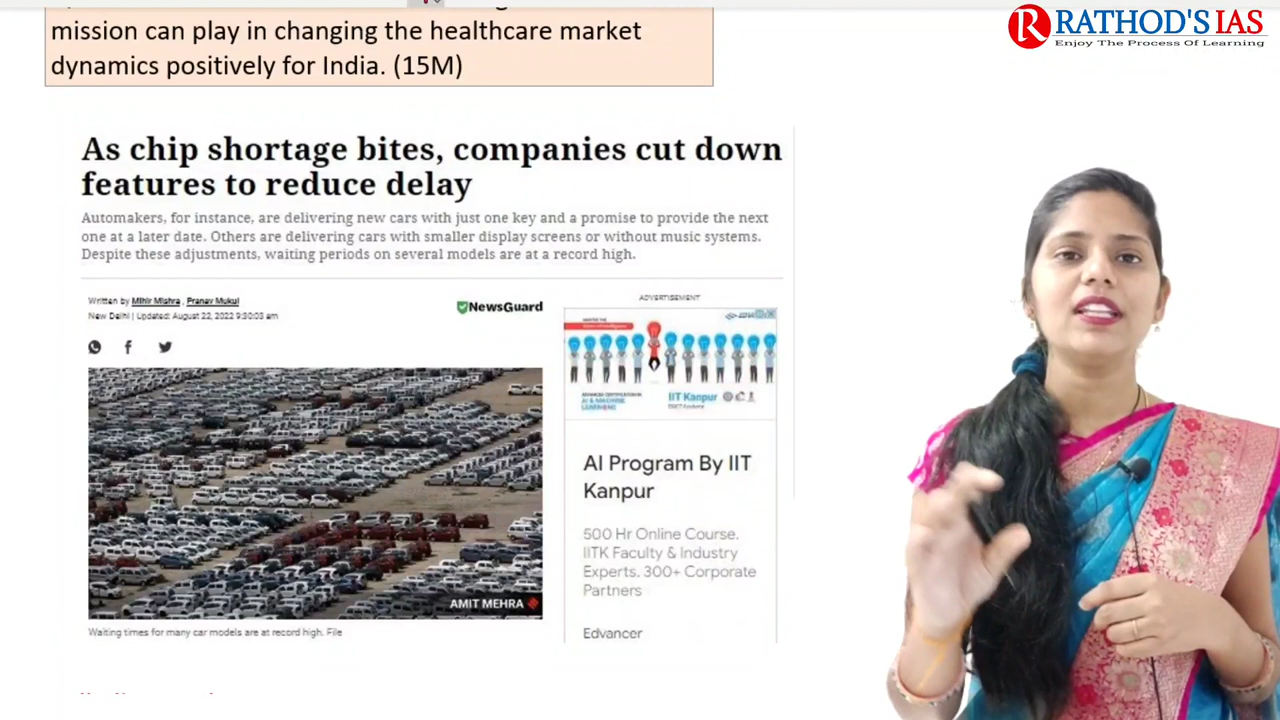 mission can play in changing the healthcare market
dynamics positively for India. (15M)
RATHOD'S IAS
Enjoy The Process Of Learning
As chip shortage bites, companies cut down
features to reduce delay
Automakers, for instance, are delivering new cars with just one key and a promise to provide the next
one at a later date. Others are delivering cars with smaller display screens or without music systems.
Despite these adjustments, waiting periods on several models are at a record high.
Written by Mihir Mishra , Pranav Mukul
New Delhi | Updated: August 22, 2022 9:30:03 am
NewsGuard
ADVERTISEMENT
ADVANCED CERTIFICATION IN
AI & MACHINE
LEARNING
IIT Kanpur
AI Program By IIT
Kanpur
500 Hr Online Course.
IITK Faculty & Industry
Experts. 300+ Corporate
Partners
Edvancer
AMIT MEHRA
Waiting times for many car models are at record high. File